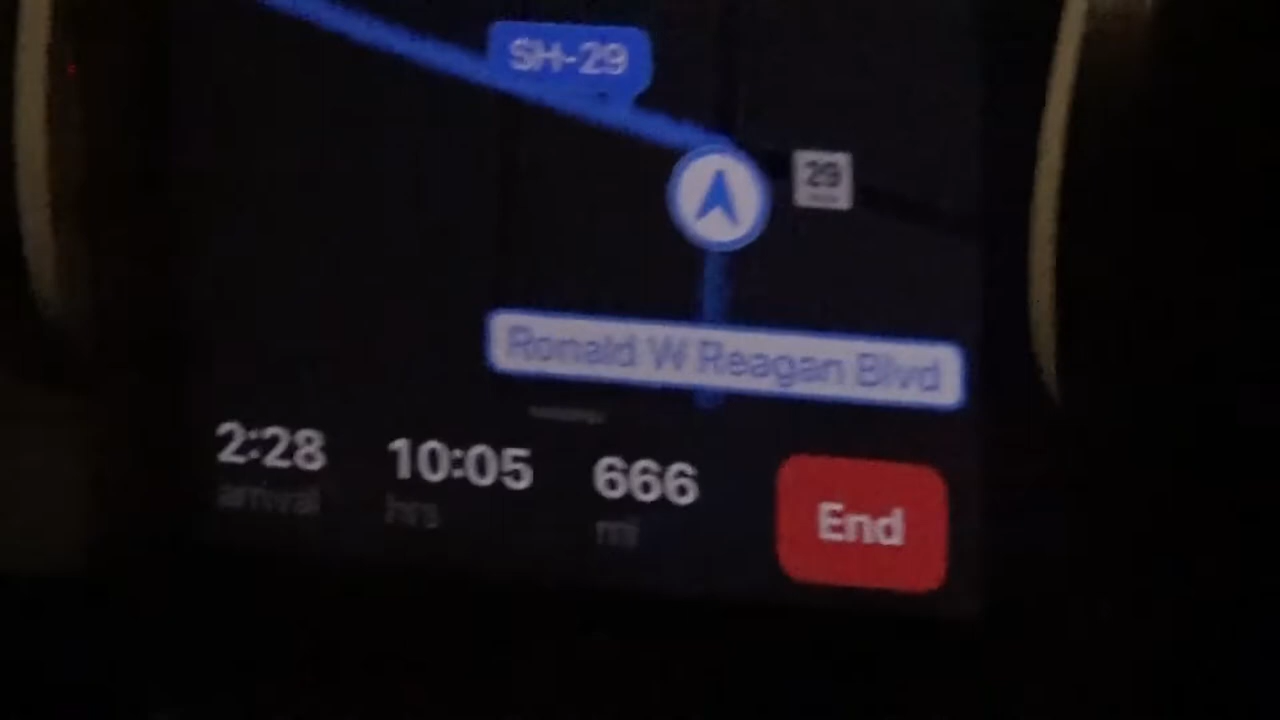 SH-29
29
Ronald W Reagan Blvd
2:28 10:05 666
arrival hrs mi
End